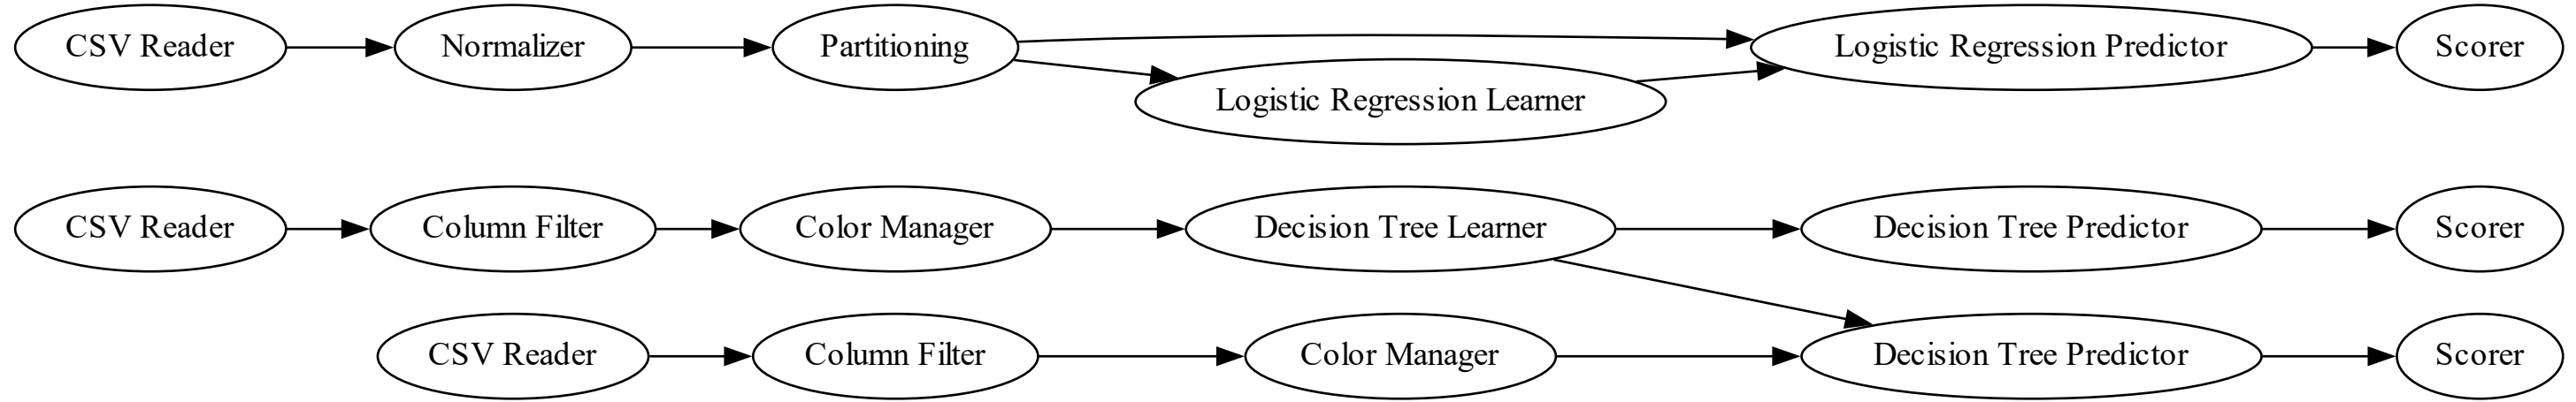 CSV Reader
Normalizer
Partitioning
Logistic Regression Predictor
Scorer
Logistic Regression Learner
CSV Reader
Column Filter
Color Manager
Decision Tree Learner
Decision Tree Predictor
Scorer
CSV Reader
Column Filter
Color Manager
Decision Tree Predictor
Scorer